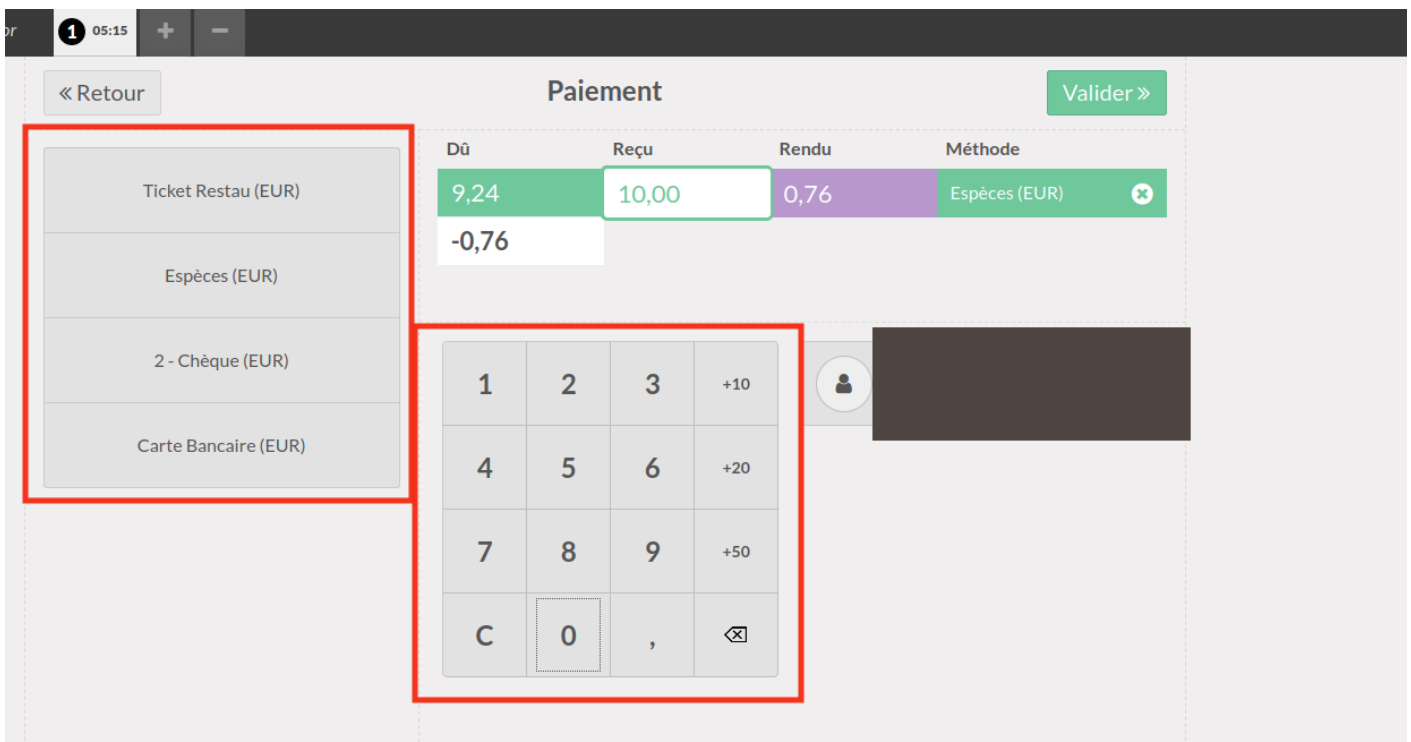 or 1 05:15 + −
« Retour
Paiement
Valider »
Ticket Restau (EUR)
Espèces (EUR)
2 - Chèque (EUR)
Carte Bancaire (EUR)
Dû Reçu Rendu Méthode
9,24 10,00 0,76 Espèces (EUR)
-0,76
1 2 3 +10
4 5 6 +20
7 8 9 +50
C 0 ,